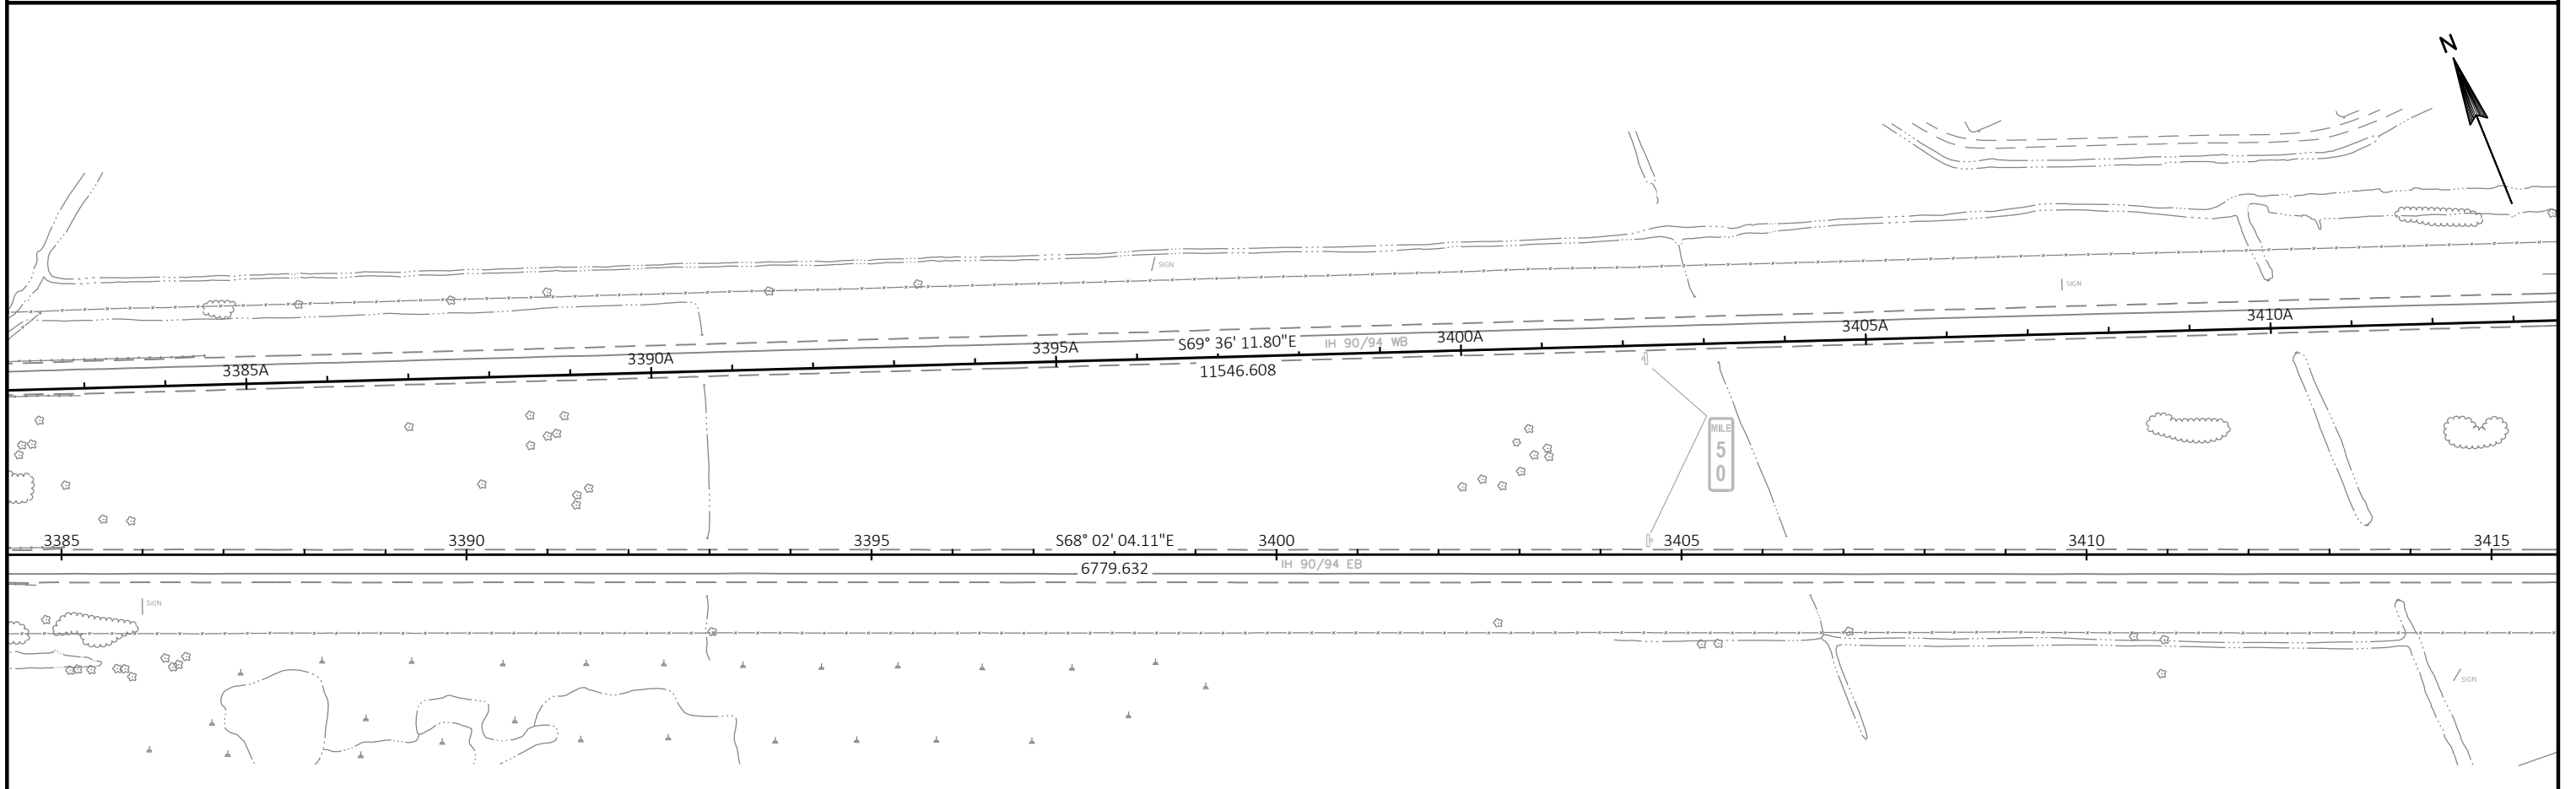 N
SIGN
SIGN
3385A
3390A
3395A
S69° 36' 11.80"E
11546.608
IH 90/94 WB
3400A
3405A
3410A
MILE
5
0
3385
3390
3395
S68° 02' 04.11"E
6779.632
3400
IH 90/94 EB
3405
3410
3415
SIGN
SIGN